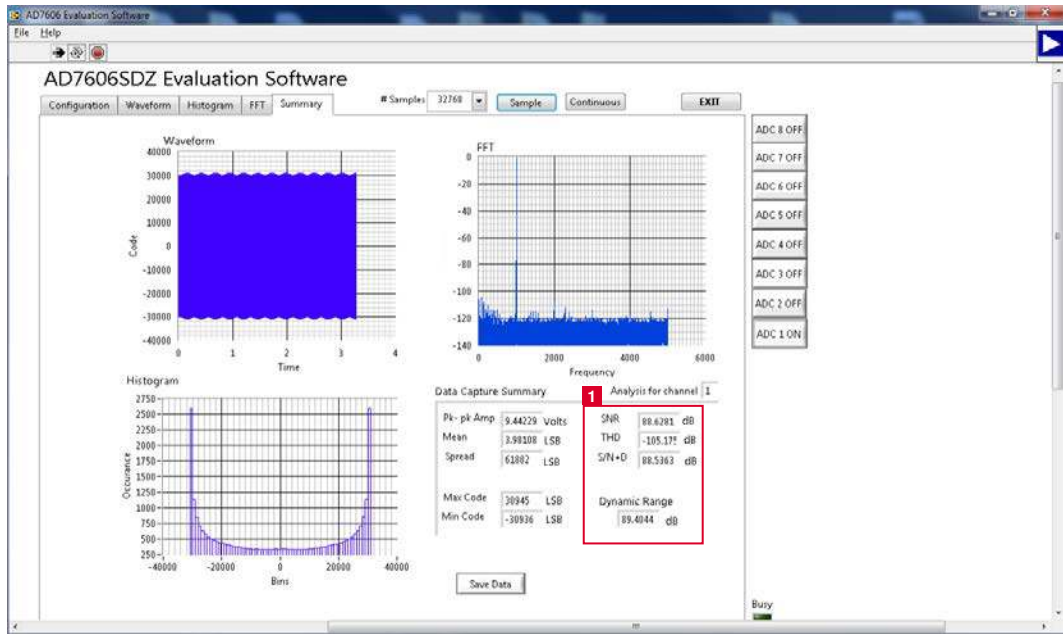 AD7606 Evaluation Software
File Help
AD7606SDZ Evaluation Software
Configuration Waveform Histogram FFT Summary
# Samples 32768 Sample Continuous EXIT
Waveform
40000
30000
20000
10000
0
-10000
-20000
-30000
-40000
Code
0 1 2 3 4
Time
FFT
0
-20
-40
-60
-80
-100
-120
-140
0 2000 4000 6000
Frequency
ADC 8 OFF
ADC 7 OFF
ADC 6 OFF
ADC 5 OFF
ADC 4 OFF
ADC 3 OFF
ADC 2 OFF
ADC 1 ON
Histogram
2750
2500
2250
2000
1750
1500
1250
1000
750
500
250
Occurance
-40000 -20000 0 20000 40000
Bins
Data Capture Summary
Pk-pk Amp 9.44229 Volts
Mean 3.98108 LSB
Spread 61882 LSB
Max Code 30945 LSB
Min Code -30936 LSB
1
Analysis for channel 1
SNR 88.6281 dB
THD -105.175 dB
S/N+D 88.5363 dB
Dynamic Range
89.4044 dB
Save Data
Busy